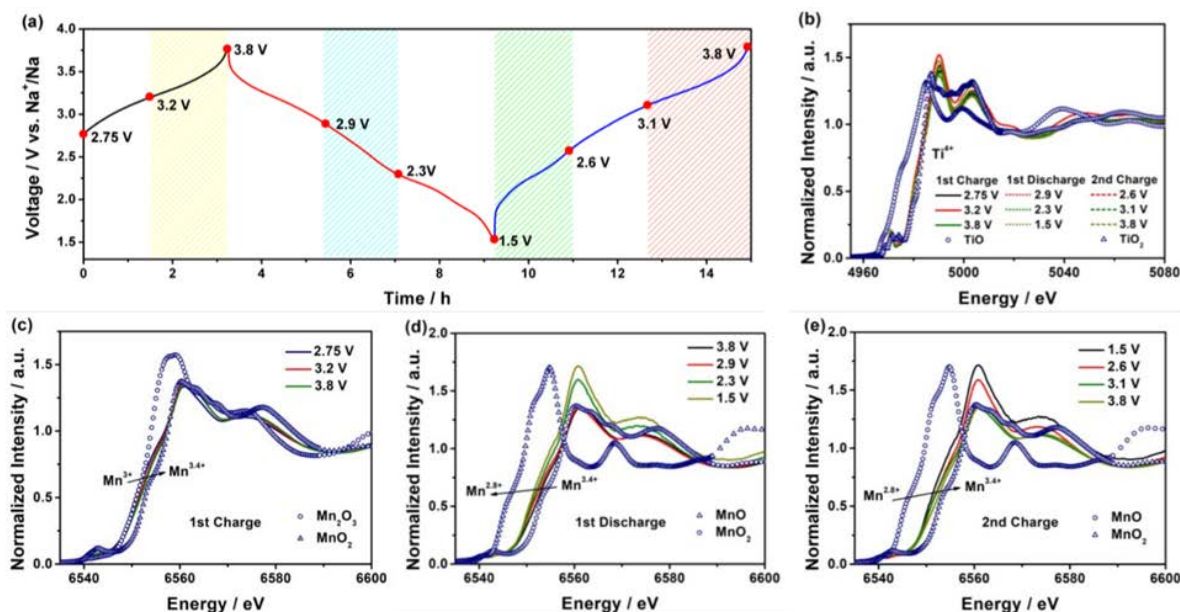 (a)
Voltage / V vs. Na⁺/Na
4.0
3.5
3.0
2.5
2.0
1.5
2.75 V
3.2 V
3.8 V
2.9 V
2.3V
1.5 V
2.6 V
3.1 V
3.8 V
0 2 4 6 8 10 12 14
Time / h
(b)
Normalized Intensity / a.u.
1.5
1.0
0.5
0.0
Ti⁴⁺
1st Charge 1st Discharge 2nd Charge
2.75 V 2.9 V 2.6 V
3.2 V 2.3 V 3.1 V
3.8 V 1.5 V 3.8 V
TiO TiO₂
4960 5000 5040 5080
Energy / eV
(c)
Normalized Intensity / a.u.
1.5
1.0
0.5
0.0
2.75 V
3.2 V
3.8 V
Mn³⁺ Mn³·⁴⁺
1st Charge
Mn₂O₃
MnO₂
6540 6560 6580 6600
Energy / eV
(d)
Normalized Intensity / a.u.
2.0
1.5
1.0
0.5
0.0
3.8 V
2.9 V
2.3 V
1.5 V
Mn²·⁸⁺ Mn³·⁴⁺
1st Discharge
MnO
MnO₂
6540 6560 6580 6600
Energy / eV
(e)
Normalized Intensity / a.u.
2.0
1.5
1.0
0.5
0.0
1.5 V
2.6 V
3.1 V
3.8 V
Mn²·⁸⁺ Mn³·⁴⁺
2nd Charge
MnO
MnO₂
6540 6560 6580 6600
Energy / eV